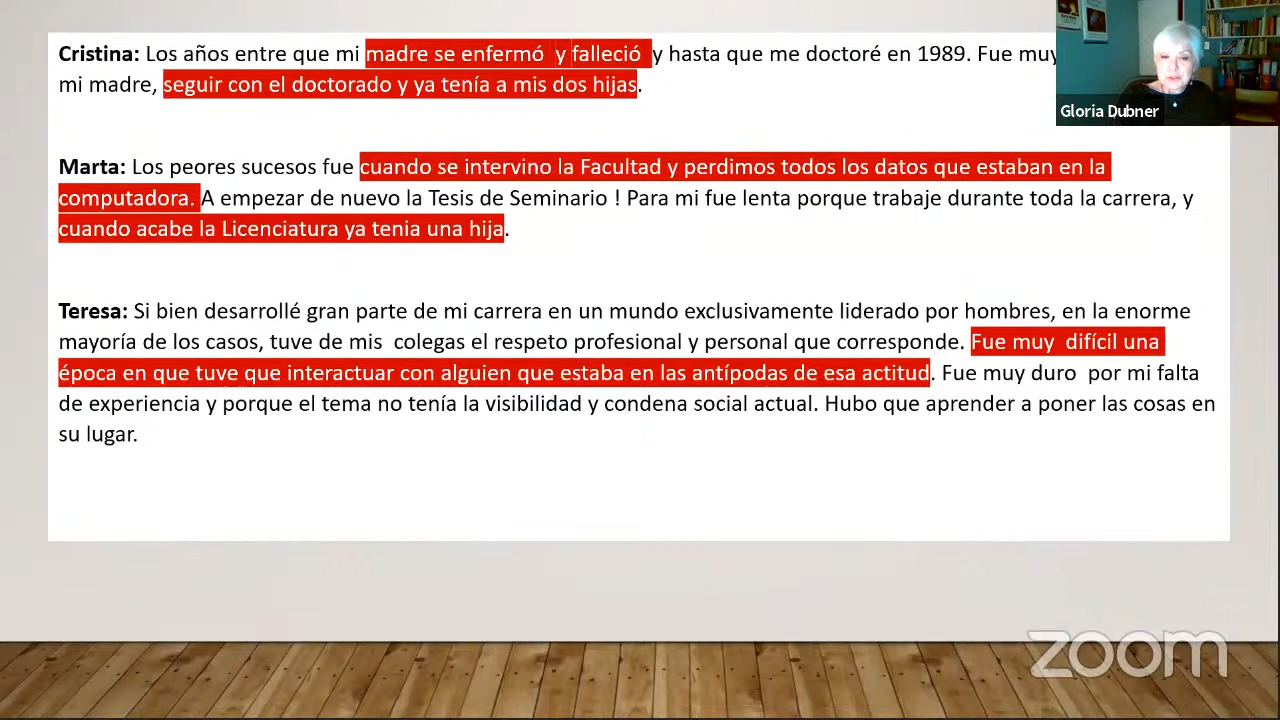 Cristina: Los años entre que mi madre se enfermó y falleció y hasta que me doctoré en 1989. Fue muy
mi madre, seguir con el doctorado y ya tenía a mis dos hijas.
Gloria Dubner
Marta: Los peores sucesos fue cuando se intervino la Facultad y perdimos todos los datos que estaban en la
computadora. A empezar de nuevo la Tesis de Seminario ! Para mi fue lenta porque trabaje durante toda la carrera, y
cuando acabe la Licenciatura ya tenia una hija.
Teresa: Si bien desarrollé gran parte de mi carrera en un mundo exclusivamente liderado por hombres, en la enorme
mayoría de los casos, tuve de mis colegas el respeto profesional y personal que corresponde. Fue muy difícil una
época en que tuve que interactuar con alguien que estaba en las antípodas de esa actitud. Fue muy duro por mi falta
de experiencia y porque el tema no tenía la visibilidad y condena social actual. Hubo que aprender a poner las cosas en
su lugar.
zoom